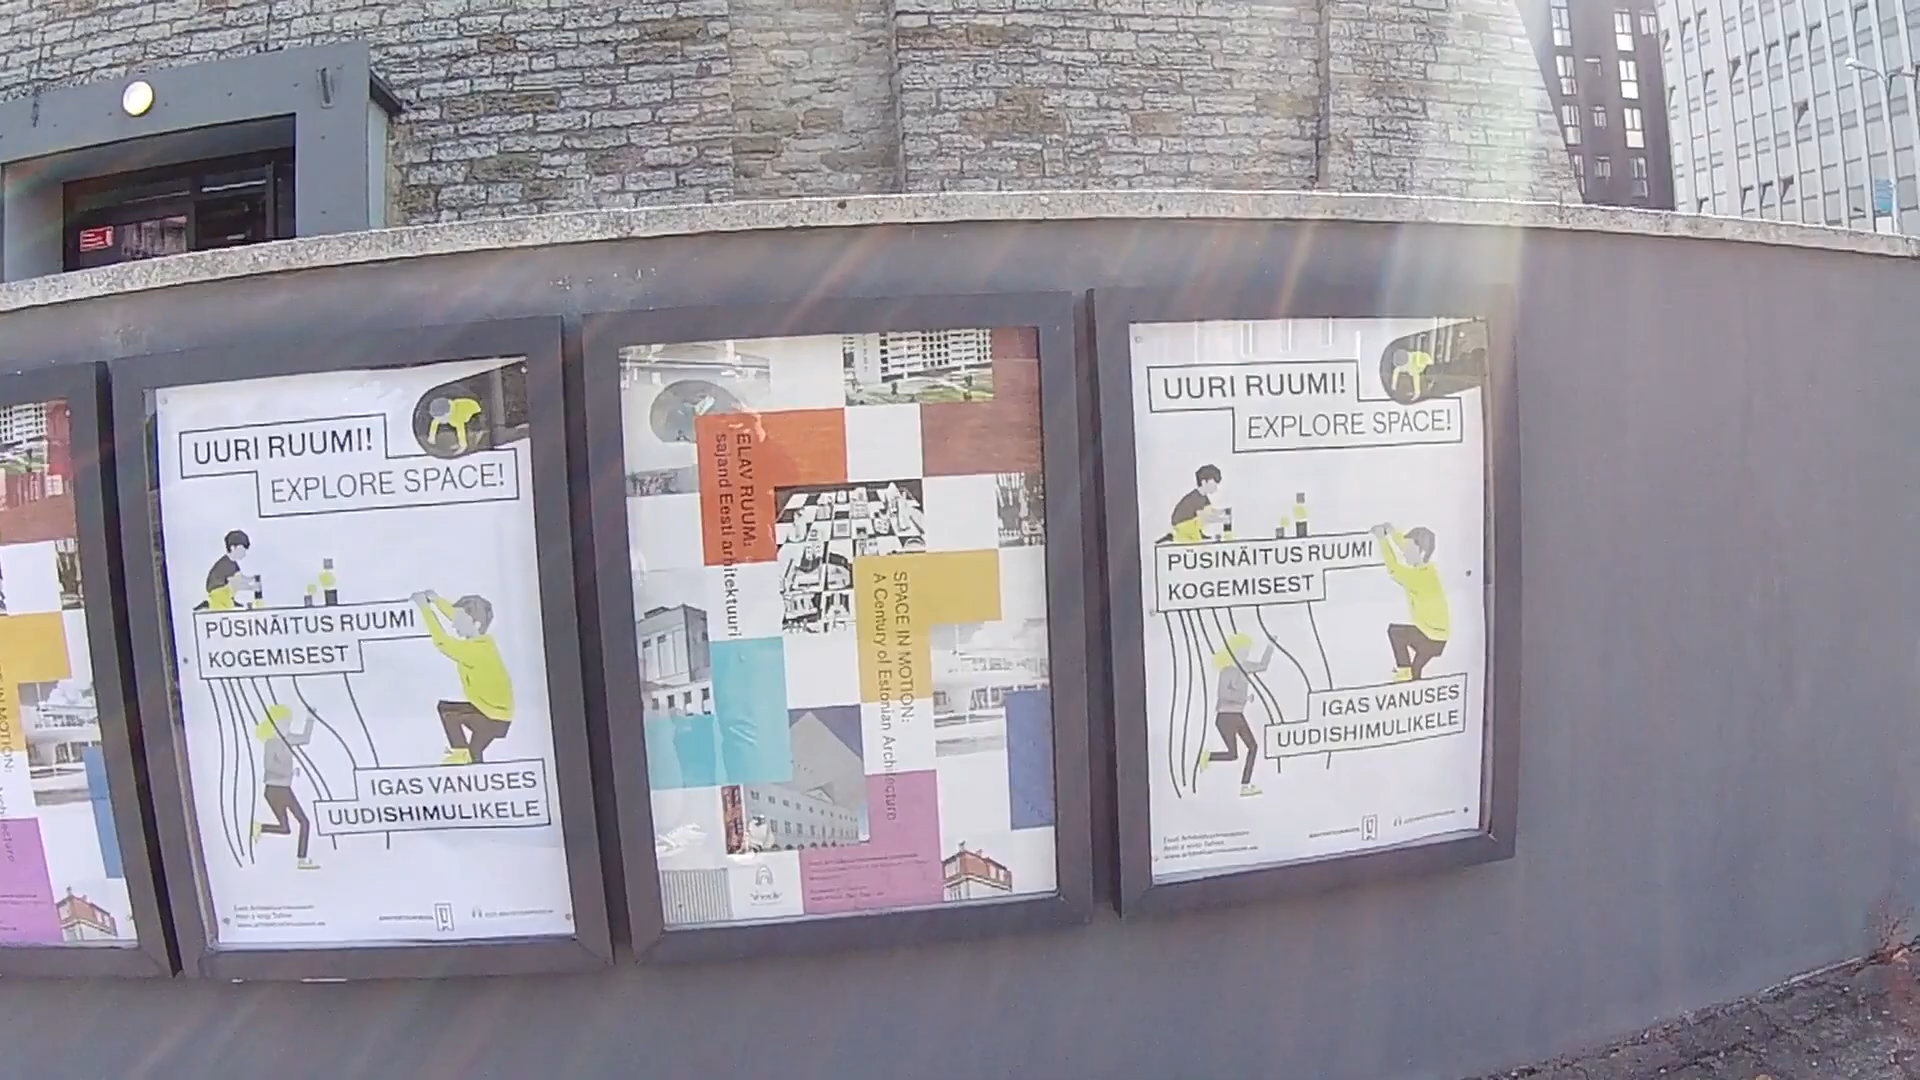 UURI RUUMI!
EXPLORE SPACE!
PÜSINÄITUS RUUMI
KOGEMISEST
IGAS VANUSES
UUDISHIMULIKELE
ELAV RUUM:
sajand Eesti arhitektuuri
SPACE IN MOTION:
A Century of Estonian Architecture
UURI RUUMI!
EXPLORE SPACE!
PÜSINÄITUS RUUMI
KOGEMISEST
IGAS VANUSES
UUDISHIMULIKELE